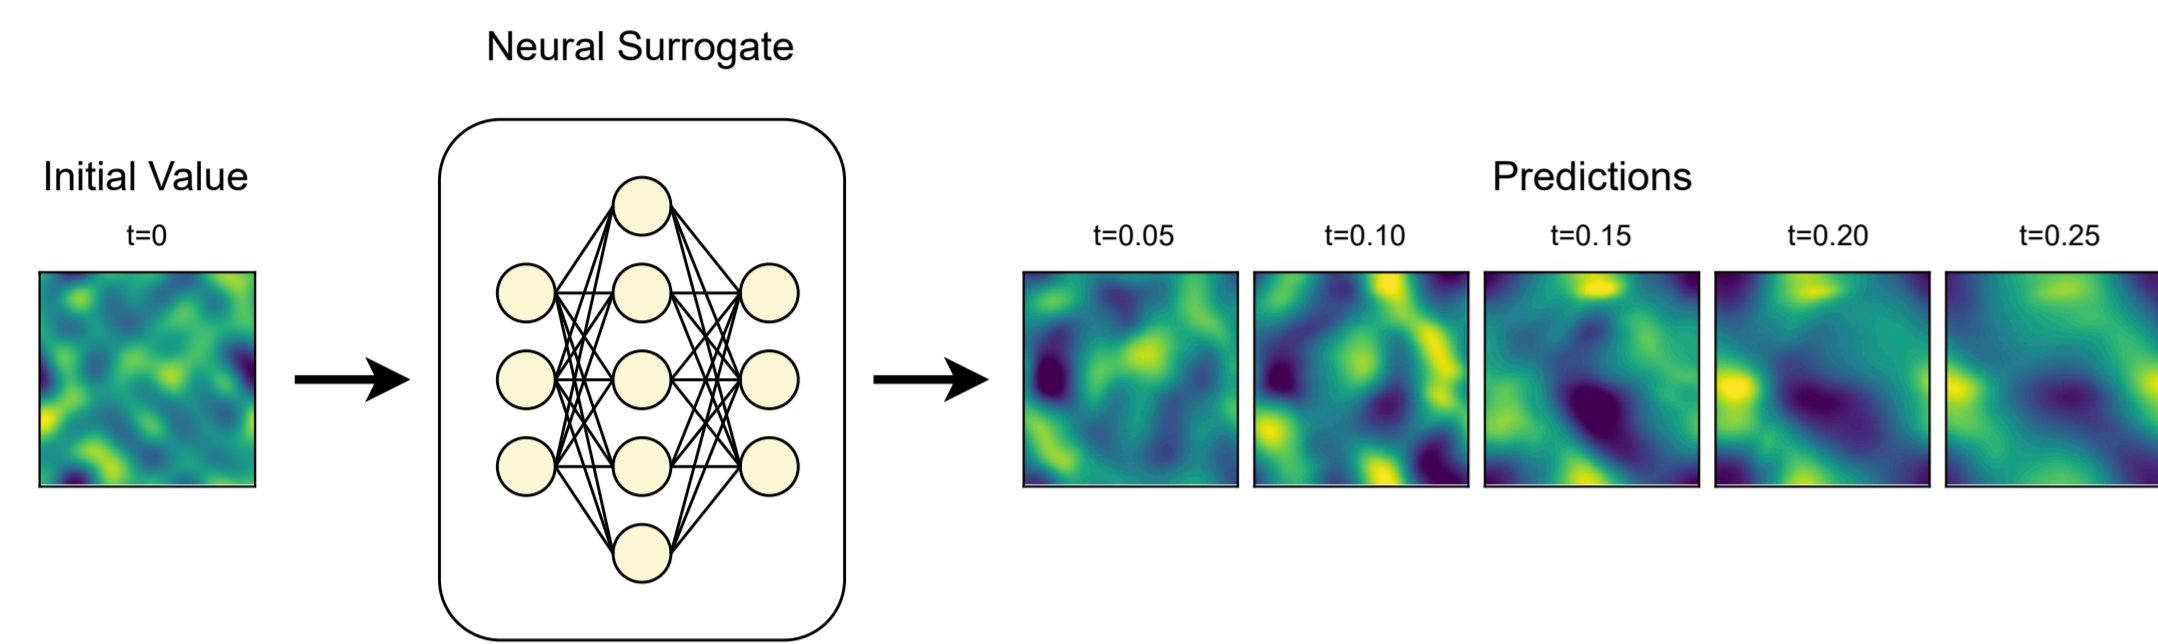 Neural Surrogate
Initial Value
t=0
Predictions
t=0.05
t=0.10
t=0.15
t=0.20
t=0.25